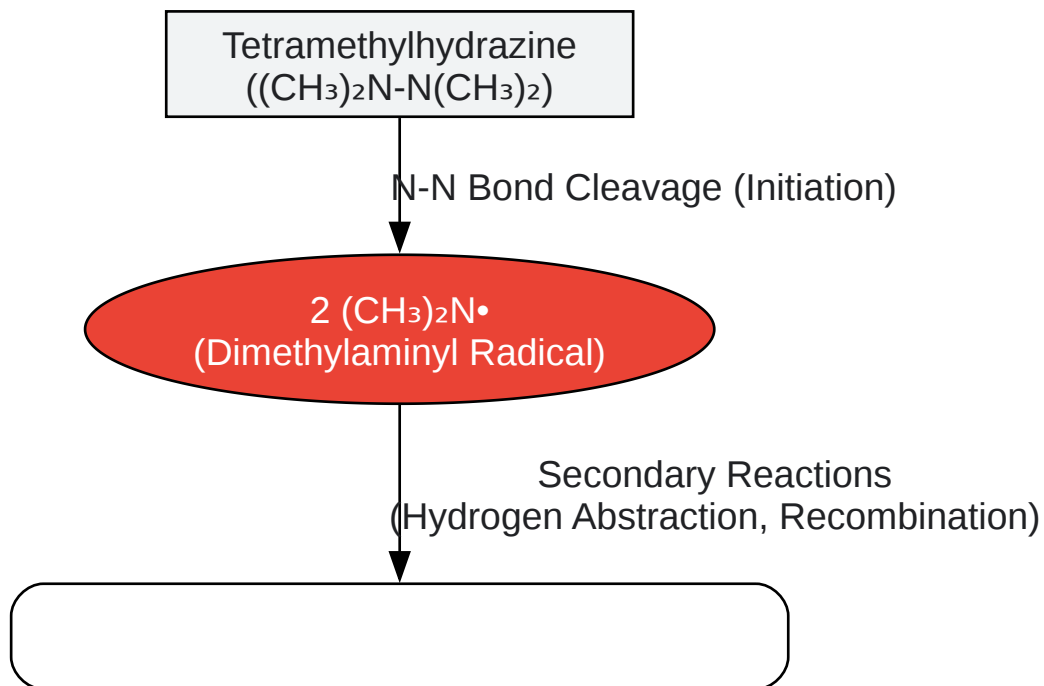 Tetramethylhydrazine
((CH₃)₂N-N(CH₃)₂)
N-N Bond Cleavage (Initiation)
2 (CH₃)₂N•
(Dimethylaminyl Radical)
Secondary Reactions
(Hydrogen Abstraction, Recombination)